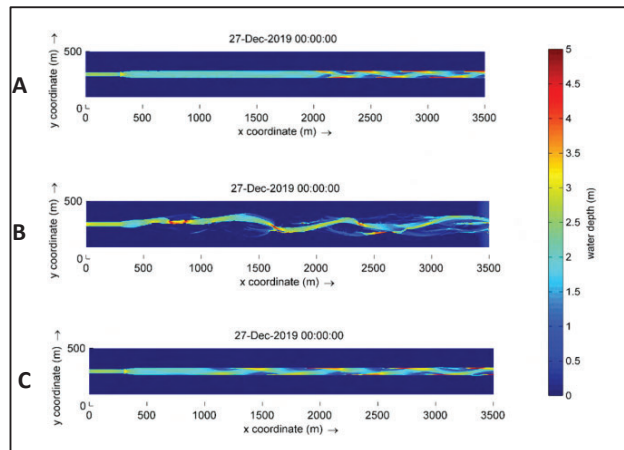 A
27-Dec-2019 00:00:00
500
0
y coordinate (m) →
0 500 1000 1500 2000 2500 3000 3500
x coordinate (m) →
B
27-Dec-2019 00:00:00
500
0
y coordinate (m) →
0 500 1000 1500 2000 2500 3000 3500
x coordinate (m) →
C
27-Dec-2019 00:00:00
500
0
y coordinate (m) →
0 500 1000 1500 2000 2500 3000 3500
x coordinate (m) →
5
4.5
4
3.5
3
2.5
2
1.5
1
0.5
0
water depth (m)